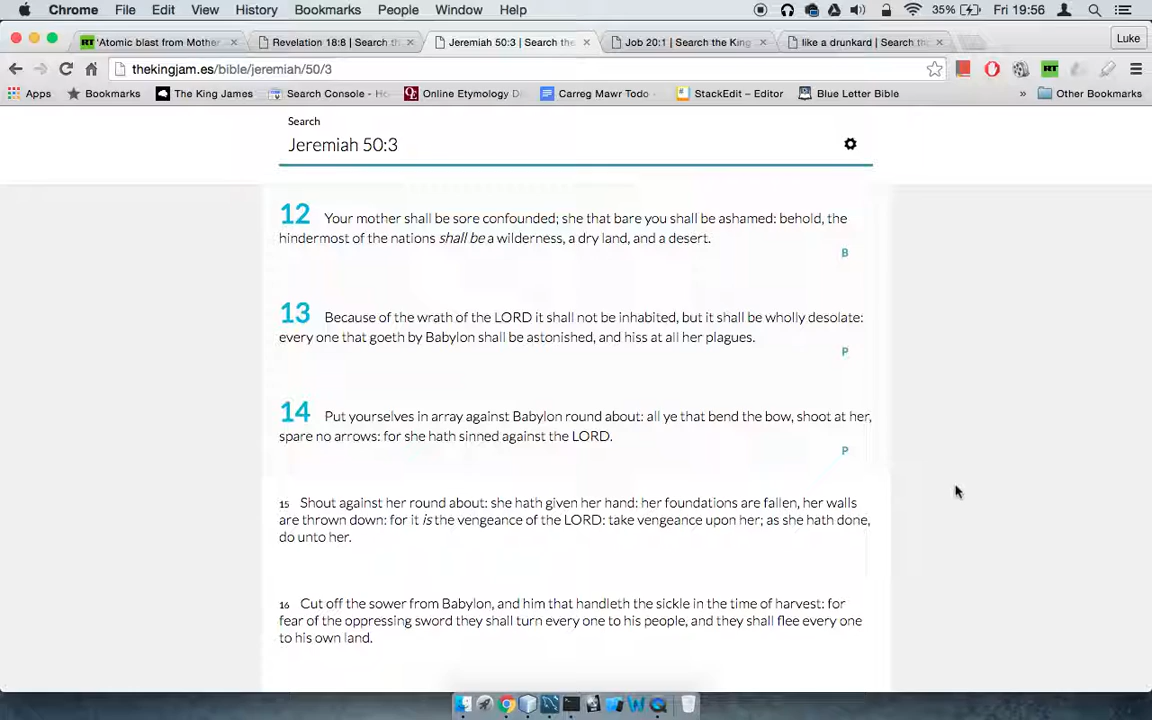 Chrome File Edit View History Bookmarks People Window Help 35% Fri 19:56
RT 'Atomic blast from Mother
Revelation 18:8 | Search th
Jeremiah 50:3 | Search the
Job 20:1 | Search the King
like a drunkard | Search the
Luke
thekingjam.es/bible/jeremiah/50/3
RT
Apps Bookmarks The King James Search Console - Ho Online Etymology Di Carreg Mawr Todo StackEdit – Editor Blue Letter Bible » Other Bookmarks
Search
Jeremiah 50:3
12 Your mother shall be sore confounded; she that bare you shall be ashamed: behold, the
hindermost of the nations shall be a wilderness, a dry land, and a desert.
B
13 Because of the wrath of the LORD it shall not be inhabited, but it shall be wholly desolate:
every one that goeth by Babylon shall be astonished, and hiss at all her plagues.
P
14 Put yourselves in array against Babylon round about: all ye that bend the bow, shoot at her,
spare no arrows: for she hath sinned against the LORD.
P
15 Shout against her round about: she hath given her hand: her foundations are fallen, her walls
are thrown down: for it is the vengeance of the LORD: take vengeance upon her; as she hath done,
do unto her.
16 Cut off the sower from Babylon, and him that handleth the sickle in the time of harvest: for
fear of the oppressing sword they shall turn every one to his people, and they shall flee every one
to his own land.